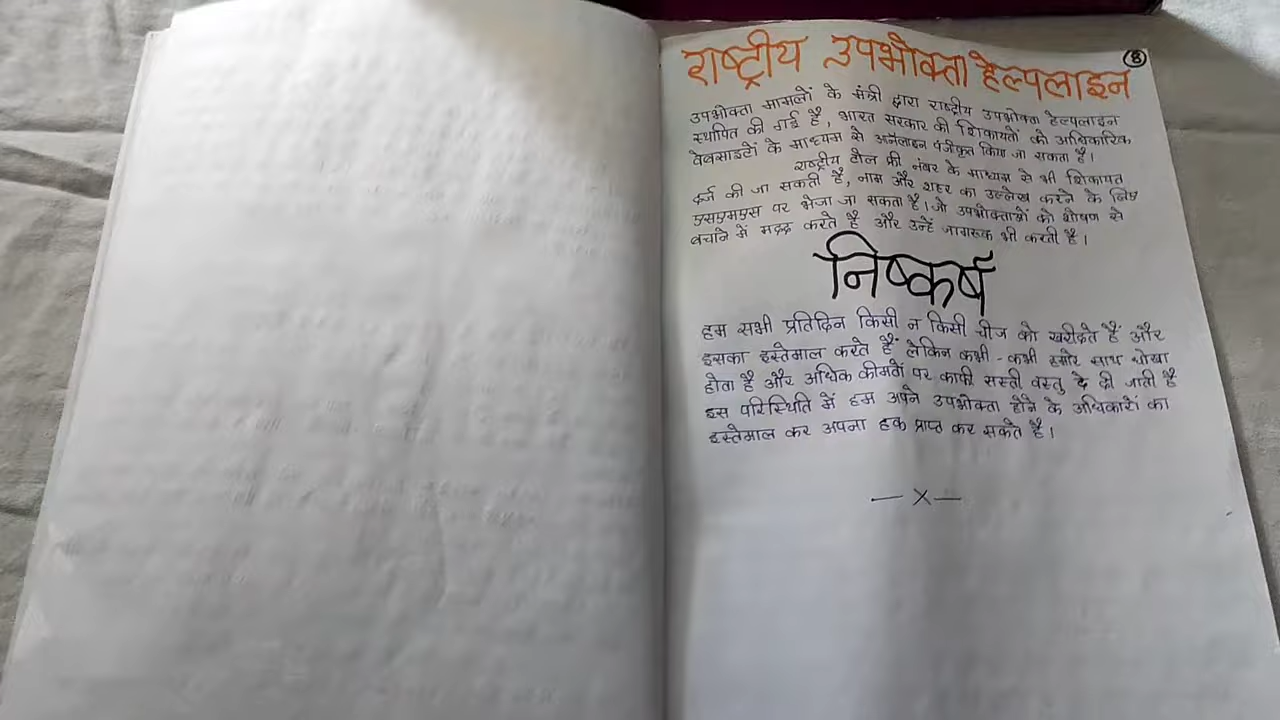 राष्ट्रीय उपभोक्ता हेल्पलाइन
8
उपभोक्ता मामलों के मंत्री द्वारा राष्ट्रीय उपभोक्ता हेल्पलाइन
स्थापित की गई है, भारत सरकार की शिकायतों को आधिकारिक
वेबसाइटों के माध्यम से ऑनलाइन पंजीकृत किया जा सकता है।
राष्ट्रीय टोल फ्री नंबर के माध्यम से भी शिकायत
दर्ज की जा सकती है, नाम और शहर का उल्लेख करने के लिए
एसएमएस पर भेजा जा सकता है। जो उपभोक्ताओं को शोषण से
बचाने में मदद करते है और उन्हें जागरूक भी करती है।
निष्कर्ष
हम सभी प्रतिदिन किसी न किसी चीज को खरीदते हैं और
इसका इस्तेमाल करते हैं लेकिन कभी - कभी हमारे साथ धोखा
होता है और अधिक कीमतों पर काफी सस्ती वस्तु दे दी जाती है
इस परिस्थिति में हम अपने उपभोक्ता होने के अधिकारों का
इस्तेमाल कर अपना हक प्राप्त कर सकते है।
— X —